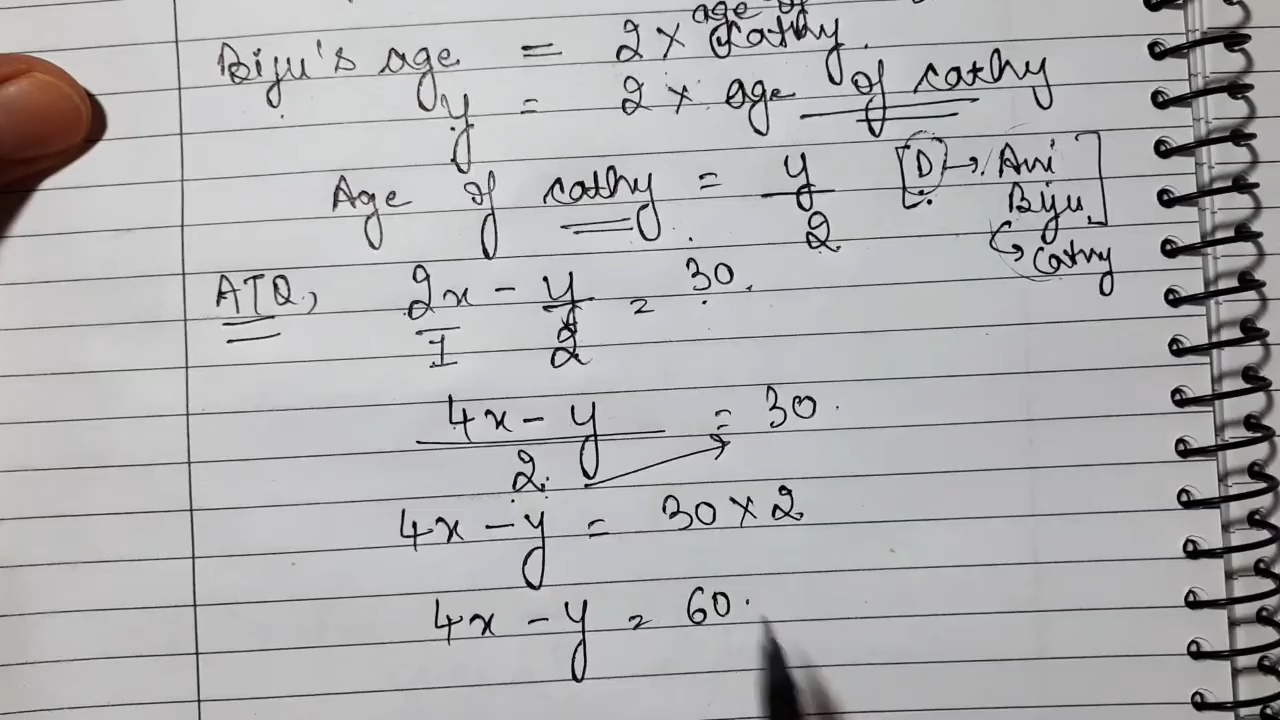 Biju's age = 2 × age of Cathy.
y = 2 × age of cathy
Age of cathy = y/2 [D → Ani
Biju]
→ Cathy
ATQ, 2x - y/2 = 30.
I
4x - y / 2 = 30.
4x - y = 30 × 2
4x - y = 60.